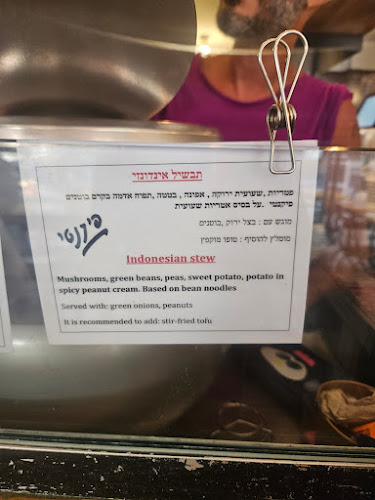 תבשיל אינדונזי
פטריות, שעועית ירוקה, אפונה, בטטה, תפוח אדמה בקרם בוטנים
פיקנטי. על בסיס אטריות שעועית
מוגש עם: בצל ירוק, בוטנים
מומלץ להוסיף: טופו מוקפץ
פיקנטי
Indonesian stew
Mushrooms, green beans, peas, sweet potato, potato in
spicy peanut cream. Based on bean noodles
Served with: green onions, peanuts
It is recommended to add: stir-fried tofu